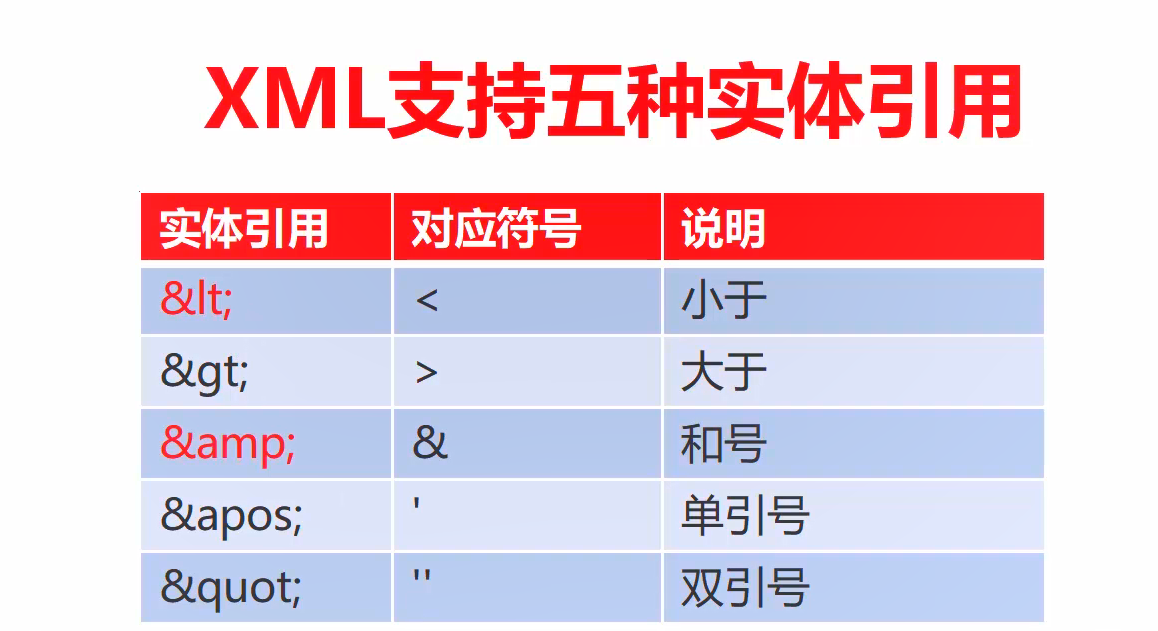 XML支持五种实体引用
实体引用 对应符号 说明
&lt; < 小于
&gt; > 大于
&amp; & 和号
&apos; ' 单引号
&quot; '' 双引号